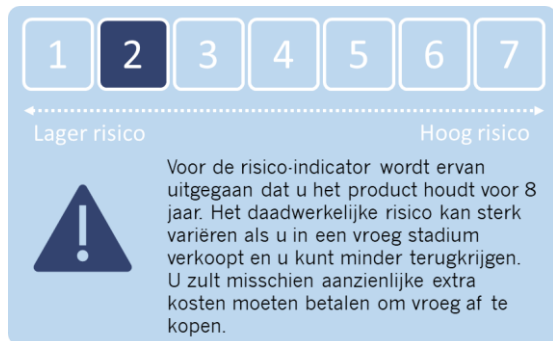 1 2 3 4 5 6 7
Lager risico Hoog risico
Voor de risico-indicator wordt ervan
uitgegaan dat u het product houdt voor 8
jaar. Het daadwerkelijke risico kan sterk
variëren als u in een vroeg stadium
verkoopt en u kunt minder terugkrijgen.
U zult misschien aanzienlijke extra
kosten moeten betalen om vroeg af te
kopen.